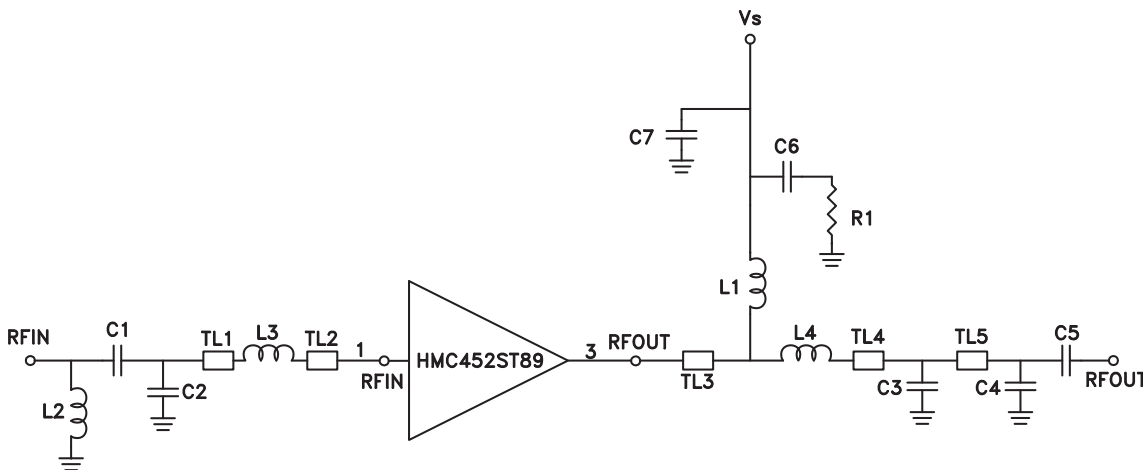 Vs
C7
C6
R1
L1
RFIN
C1
TL1
L3
TL2
1
RFIN
HMC452ST89
3
RFOUT
TL3
L4
TL4
TL5
C5
RFOUT
L2
C2
C3
C4